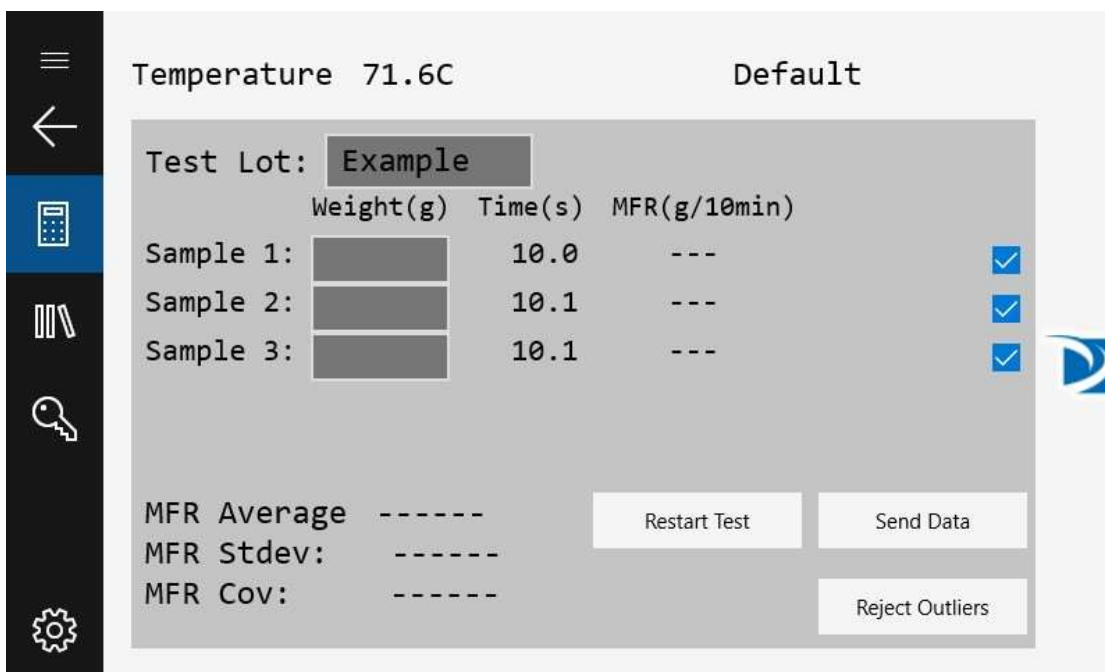 Temperature 71.6C Default
Test Lot: Example
Weight(g) Time(s) MFR(g/10min)
Sample 1: 10.0 ---
Sample 2: 10.1 ---
Sample 3: 10.1 ---
MFR Average ------
Restart Test Send Data
MFR Stdev: ------
MFR Cov: ------
Reject Outliers